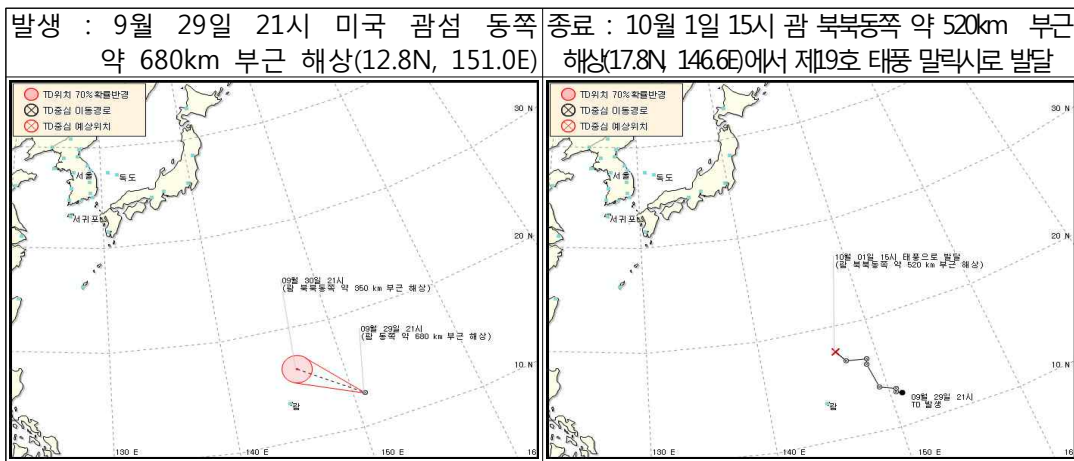 발생 : 9월 29일 21시 미국 괌섬 동쪽
약 680km 부근 해상(12.8N, 151.0E)
종료 : 10월 1일 15시 괌 북북동쪽 약 520km 부근
해상(17.8N, 146.6E)에서 제19호 태풍 말릭시로 발달
TD위치 70%확률반경
TD중심 이동경로
TD중심 예상위치
서울
독도
서귀포
30 N
20 N
10 N
09월 30일 21시
(괌 북북동쪽 약 350 km 부근 해상)
09월 29일 21시
(괌 동쪽 약 680 km 부근 해상)
괌
130 E
140 E
150 E
16
TD위치 70%확률반경
TD중심 이동경로
TD중심 예상위치
서울
독도
서귀포
30 N
20 N
10 N
10월 01일 15시 태풍으로 발달
(괌 북북동쪽 약 520 km 부근 해상)
09월 29일 21시
TD 발생
괌
130 E
140 E
150 E
16